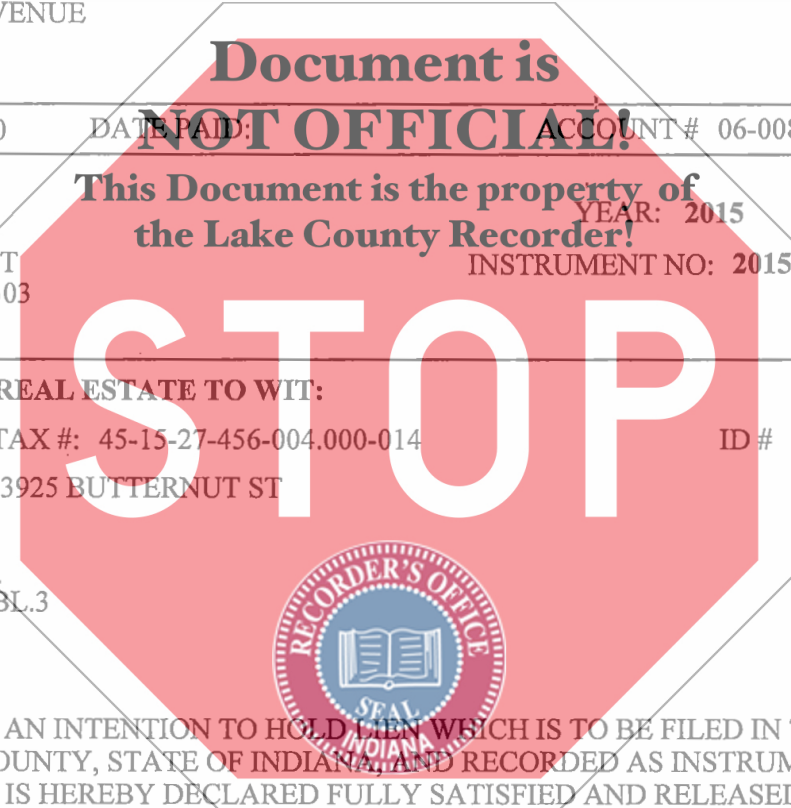 VENUE
Document is
NOT OFFICIAL!
0 DATE PAID: ACCOUNT # 06-008
This Document is the property of
the Lake County Recorder!
YEAR: 2015
T INSTRUMENT NO: 2015
03
STOP
REAL ESTATE TO WIT:
TAX #: 45-15-27-456-004.000-014 ID #
3925 BUTTERNUT ST
BL.3
RECORDER'S OFFICE
SEAL
INDIANA
AN INTENTION TO HOLD LIEN WHICH IS TO BE FILED IN
OUNTY, STATE OF INDIANA, AND RECORDED AS INSTRUM
IS HEREBY DECLARED FULLY SATISFIED AND RELEASED